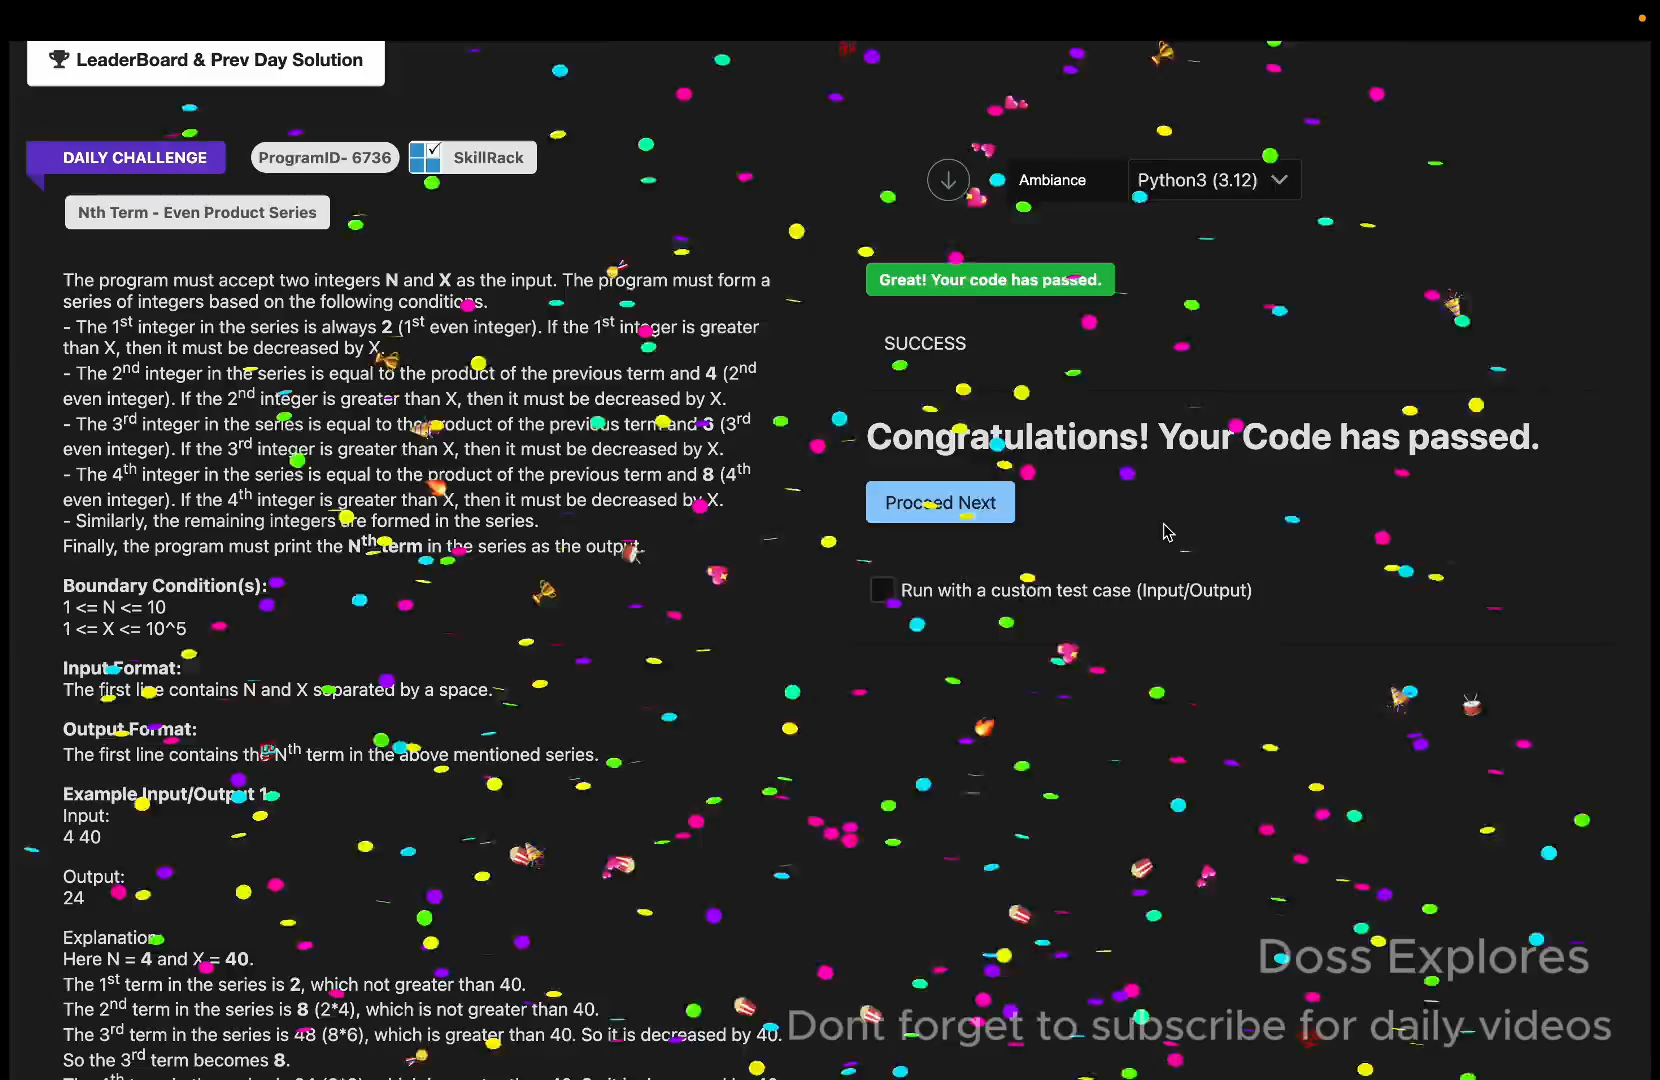 LeaderBoard & Prev Day Solution
DAILY CHALLENGE
ProgramID- 6736
SkillRack
Nth Term - Even Product Series
The program must accept two integers N and X as the input. The program must form a
series of integers based on the following conditions.
- The 1st integer in the series is always 2 (1st even integer). If the 1st integer is greater
than X, then it must be decreased by X.
- The 2nd integer in the series is equal to the product of the previous term and 4 (2nd
even integer). If the 2nd integer is greater than X, then it must be decreased by X.
- The 3rd integer in the series is equal to the product of the previous term and 6 (3rd
even integer). If the 3rd integer is greater than X, then it must be decreased by X.
- The 4th integer in the series is equal to the product of the previous term and 8 (4th
even integer). If the 4th integer is greater than X, then it must be decreased by X.
- Similarly, the remaining integers are formed in the series.
Finally, the program must print the Nth term in the series as the output.
Boundary Condition(s):
1 <= N <= 10
1 <= X <= 10^5
Input Format:
The first line contains N and X separated by a space.
Output Format:
The first line contains the Nth term in the above mentioned series.
Example Input/Output 1:
Input:
4 40
Output:
24
Explanation:
Here N = 4 and X = 40.
The 1st term in the series is 2, which not greater than 40.
The 2nd term in the series is 8 (2*4), which is not greater than 40.
The 3rd term in the series is 48 (8*6), which is greater than 40. So it is decreased by 40.
So the 3rd term becomes 8.
Ambiance
Python3 (3.12)
Great! Your code has passed.
SUCCESS
Congratulations! Your Code has passed.
Proceed Next
Run with a custom test case (Input/Output)
Doss Explores
Dont forget to subscribe for daily videos